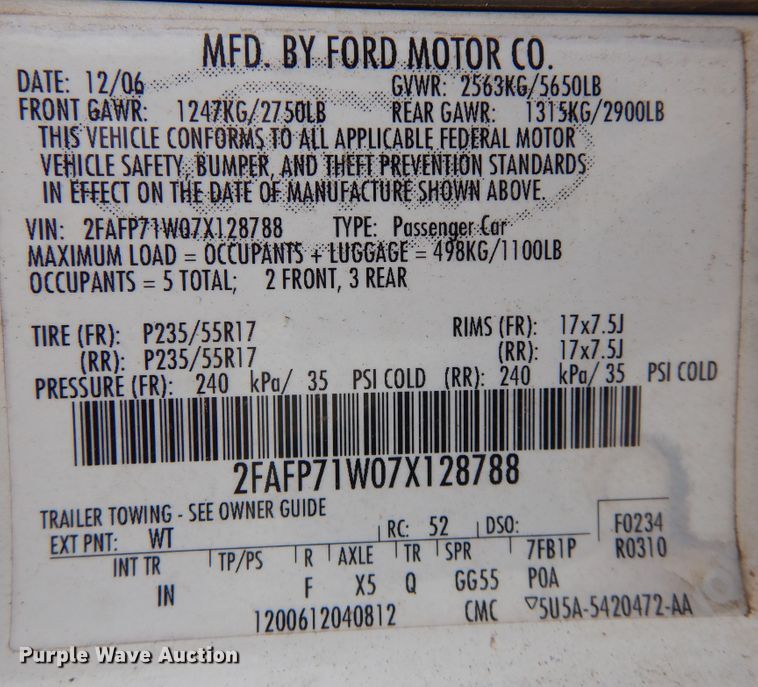 MFD. BY FORD MOTOR CO.
DATE: 12/06 GVWR: 2563KG/5650LB
FRONT GAWR: 1247KG/2750LB REAR GAWR: 1315KG/2900LB
THIS VEHICLE CONFORMS TO ALL APPLICABLE FEDERAL MOTOR
VEHICLE SAFETY, BUMPER, AND THEFT PREVENTION STANDARDS
IN EFFECT ON THE DATE OF MANUFACTURE SHOWN ABOVE.
VIN: 2FAFP71W07X128788 TYPE: Passenger Car
MAXIMUM LOAD = OCCUPANTS + LUGGAGE = 498KG/1100LB
OCCUPANTS = 5 TOTAL; 2 FRONT, 3 REAR
TIRE (FR): P235/55R17 RIMS (FR): 17x7.5J
(RR): P235/55R17 (RR): 17x7.5J
PRESSURE (FR): 240 kPa/ 35 PSI COLD (RR): 240 kPa/ 35 PSI COLD
2FAFP71W07X128788
TRAILER TOWING - SEE OWNER GUIDE
EXT PNT: WT RC: 52 DSO: F0234
INT TR TP/PS R AXLE TR SPR 7FB1P R0310
IN F X5 Q GG55 POA
1200612040812 CMC ▽5U5A-5420472-AA
Purple Wave Auction